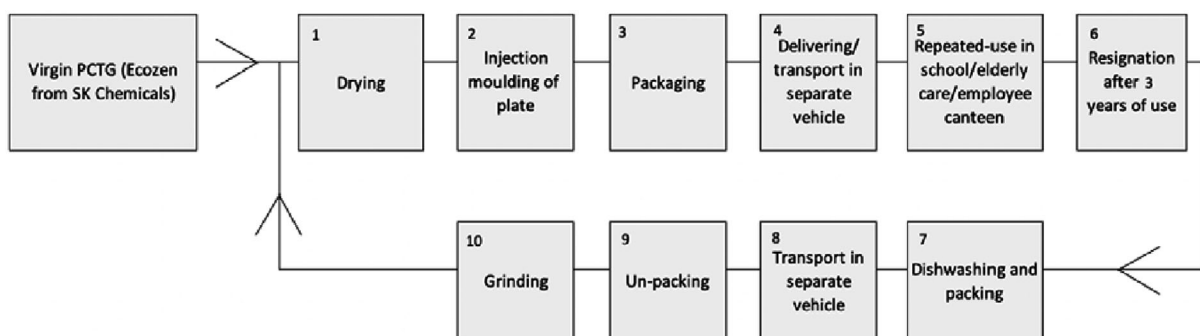 Virgin PCTG (Ecozen
from SK Chemicals)
1
Drying
2
Injection
moulding of
plate
3
Packaging
4
Delivering/
transport in
separate
vehicle
5
Repeated-use in
school/elderly
care/employee
canteen
6
Resignation
after 3
years of use
10
Grinding
9
Un-packing
8
Transport in
separate
vehicle
7
Dishwashing and
packing